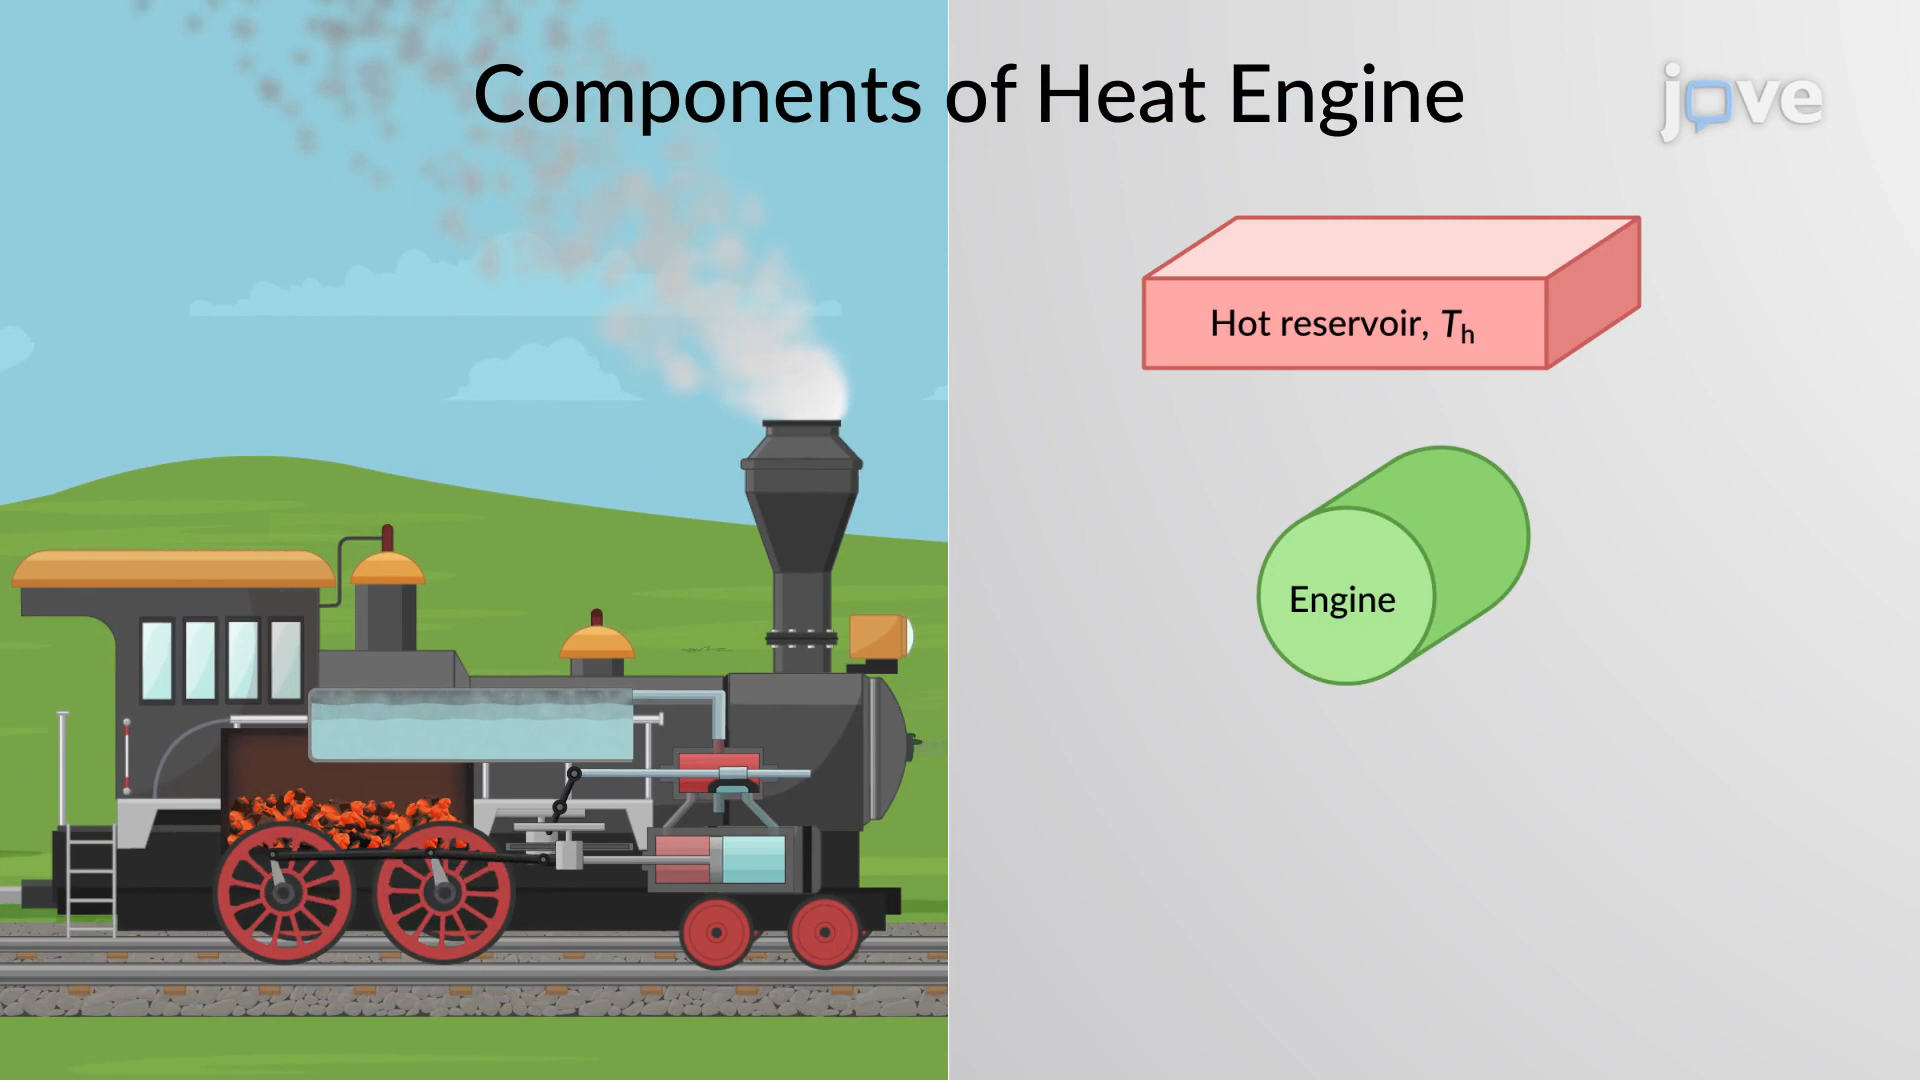 Components of Heat Engine
jove
Hot reservoir, Th
Engine